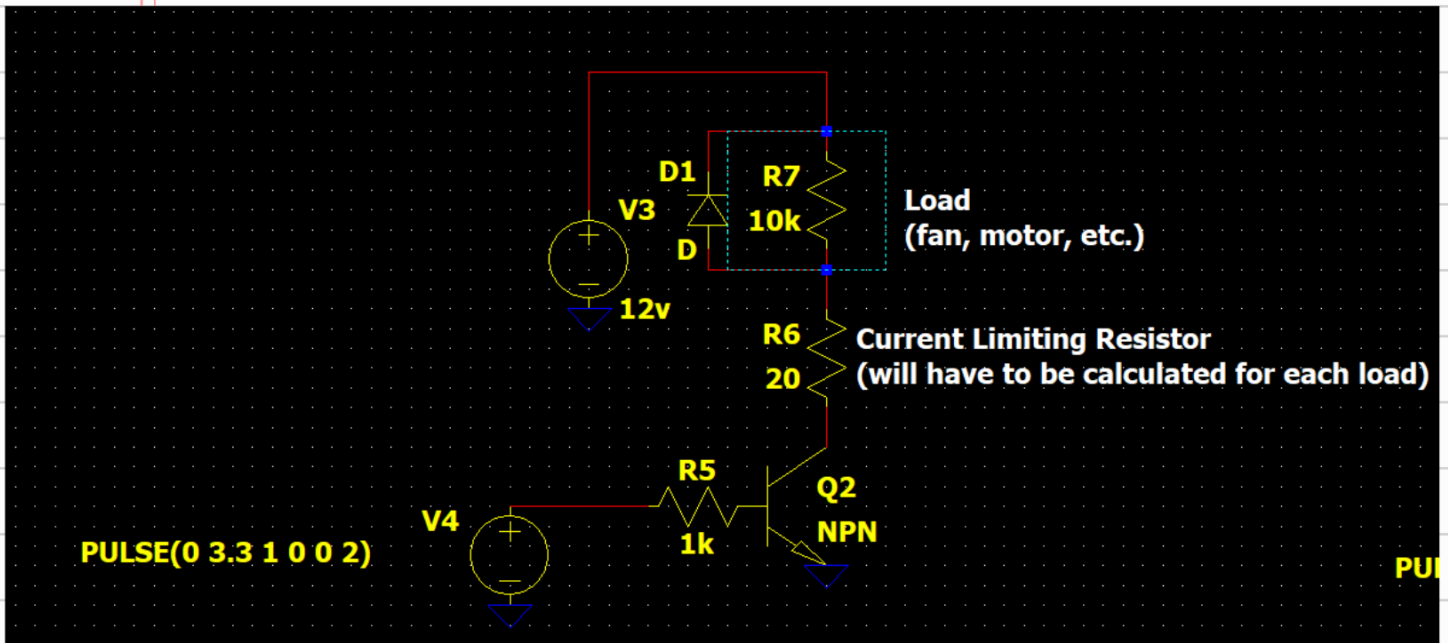 D1
R7
V3
10k
Load
(fan, motor, etc.)
D
12v
R6
Current Limiting Resistor
20
(will have to be calculated for each load)
R5
Q2
V4
NPN
1k
PULSE(0 3.3 1 0 0 2)